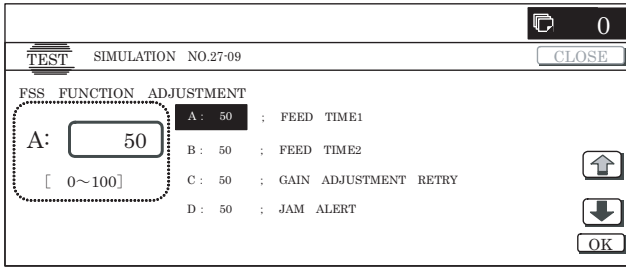 0
TEST SIMULATION NO.27-09 CLOSE
FSS FUNCTION ADJUSTMENT
A: 50
[ 0～100]
A : 50 ; FEED TIME1
B : 50 ; FEED TIME2
C : 50 ; GAIN ADJUSTMENT RETRY
D : 50 ; JAM ALERT
OK